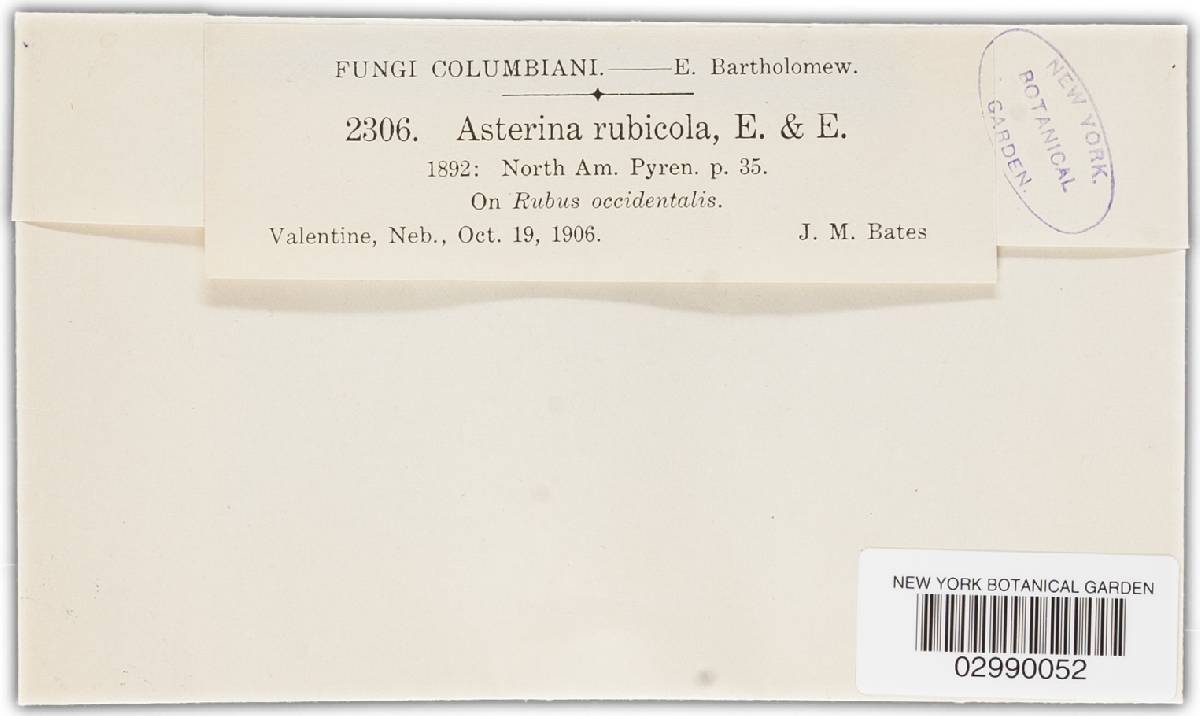 FUNGI COLUMBIANI.——E. Bartholomew.
2306. Asterina rubicola, E. & E.
1892: North Am. Pyren. p. 35.
On Rubus occidentalis.
Valentine, Neb., Oct. 19, 1906. J. M. Bates
NEW YORK.
BOTANICAL
GARDEN.
NEW YORK BOTANICAL GARDEN
02990052